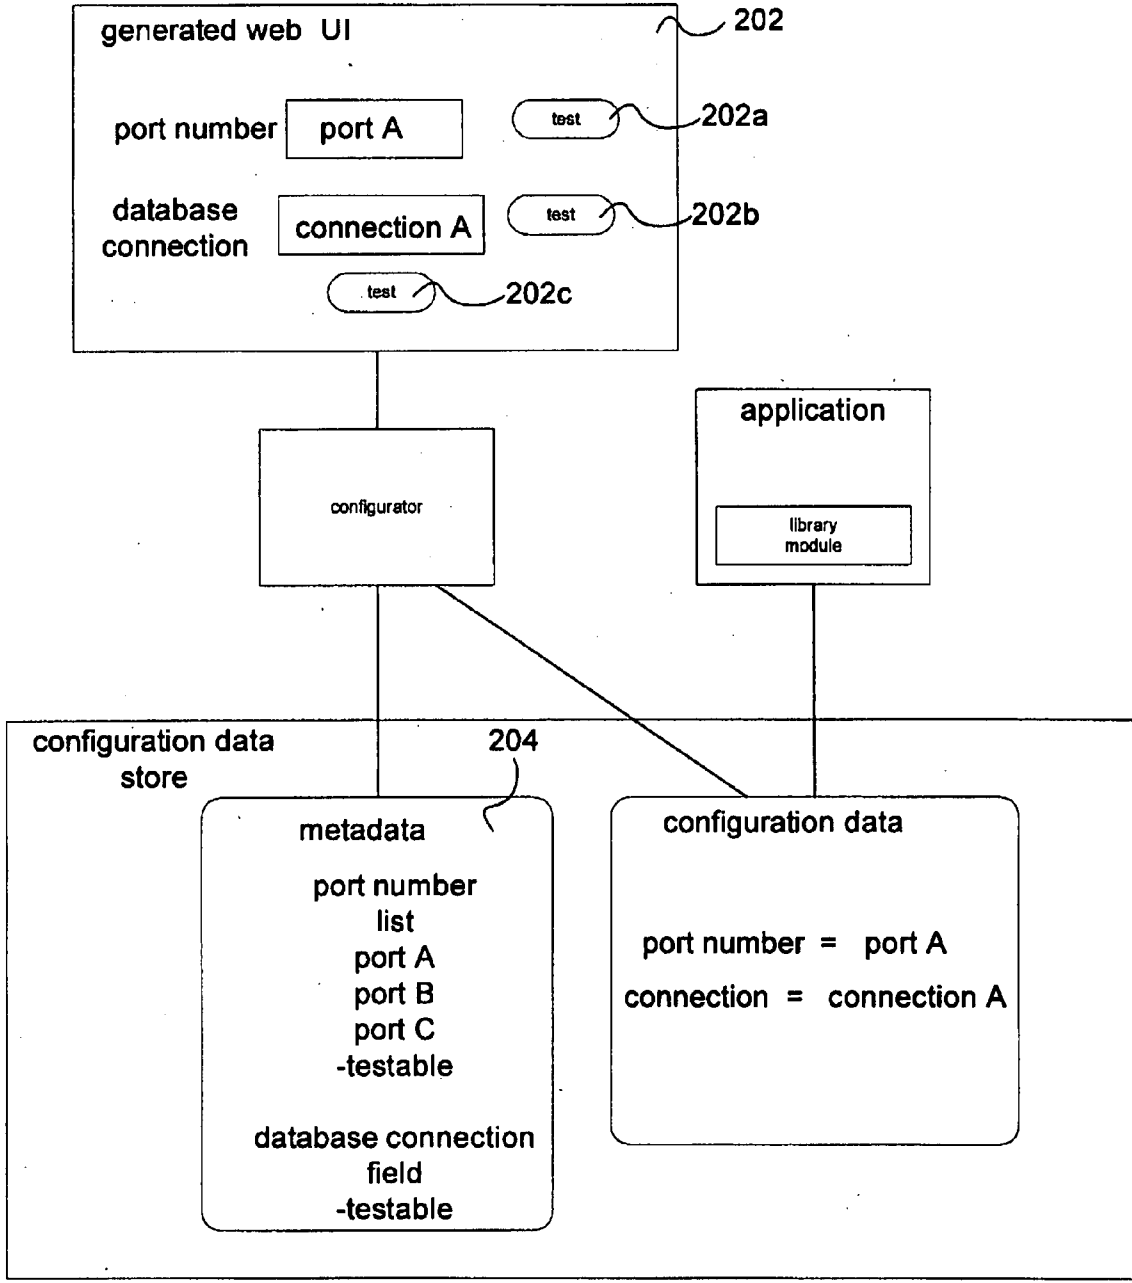 generated web UI
202
port number
port A
test
202a
database
connection
connection A
test
202b
test
202c
configurator
application
library
module
configuration data
store
204
metadata
port number
list
port A
port B
port C
-testable
database connection
field
-testable
configuration data
port number = port A
connection = connection A